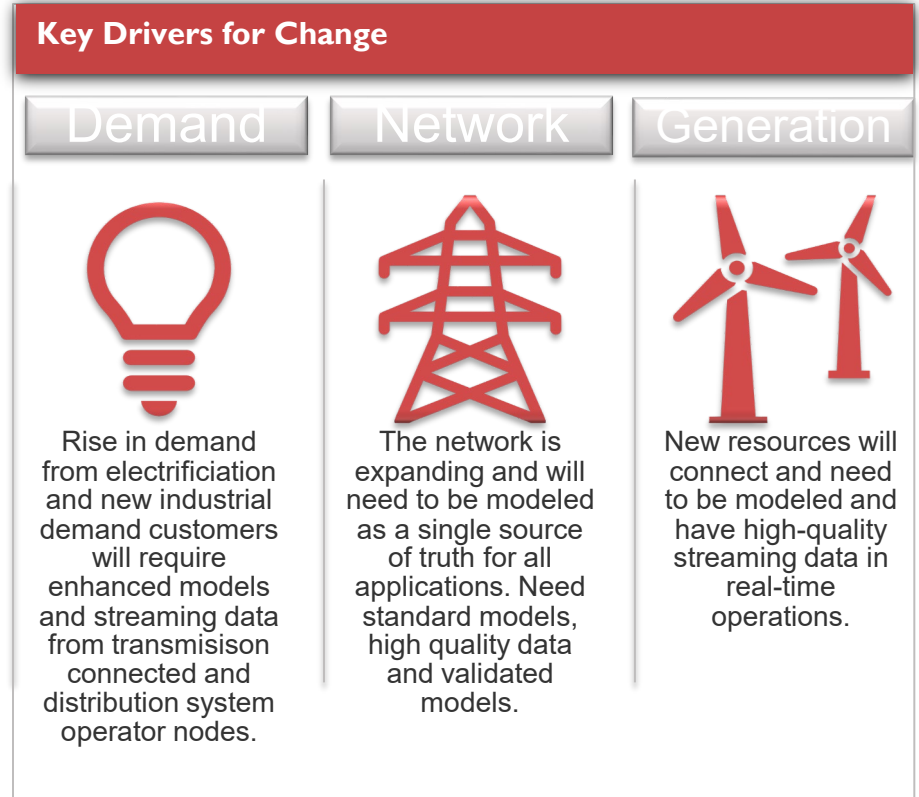 Key Drivers for Change
Demand
Network
Generation
Rise in demand
from electrificiation
and new industrial
demand customers
will require
enhanced models
and streaming data
from transmisison
connected and
distribution system
operator nodes.
The network is
expanding and will
need to be modeled
as a single source
of truth for all
applications. Need
standard models,
high quality data
and validated
models.
New resources will
connect and need
to be modeled and
have high-quality
streaming data in
real-time
operations.